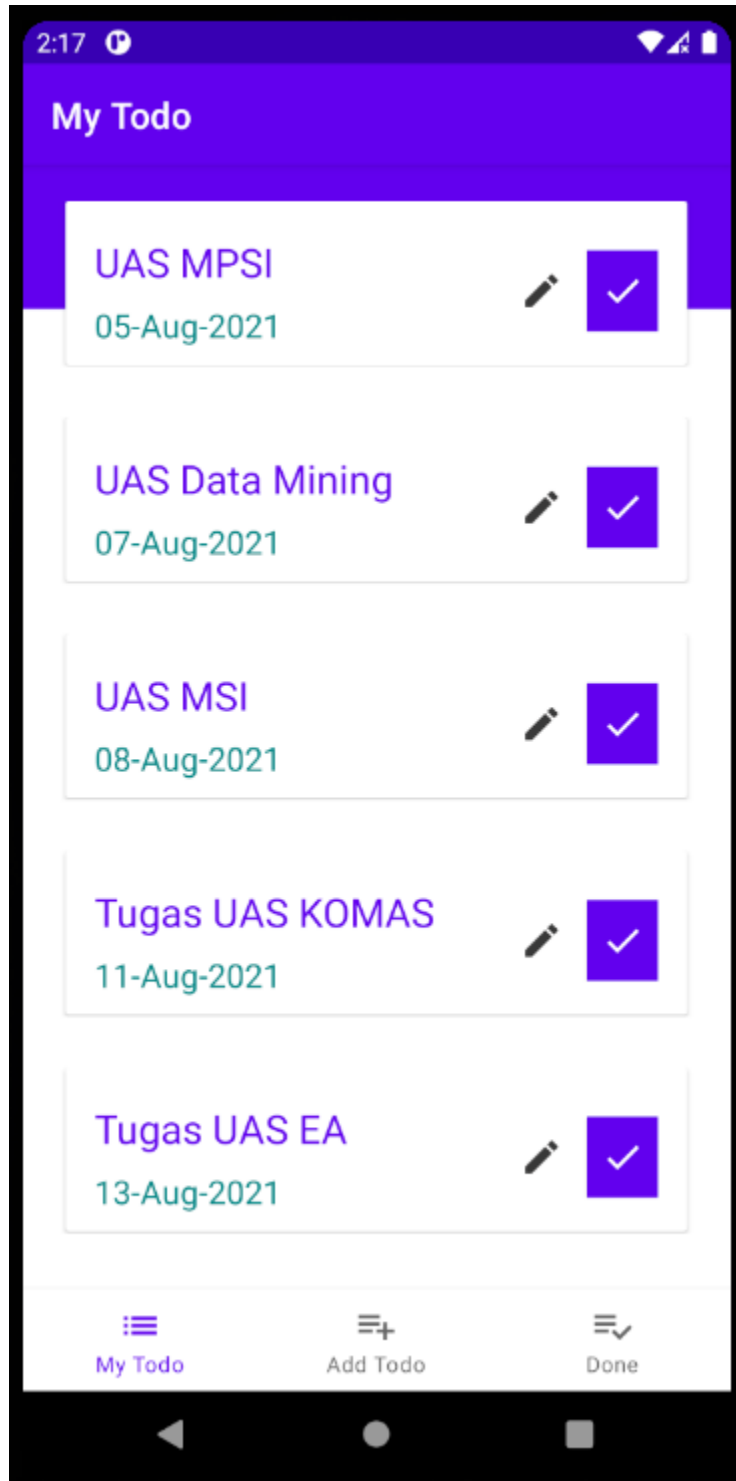 2:17
My Todo
UAS MPSI
05-Aug-2021
UAS Data Mining
07-Aug-2021
UAS MSI
08-Aug-2021
Tugas UAS KOMAS
11-Aug-2021
Tugas UAS EA
13-Aug-2021
My Todo
Add Todo
Done